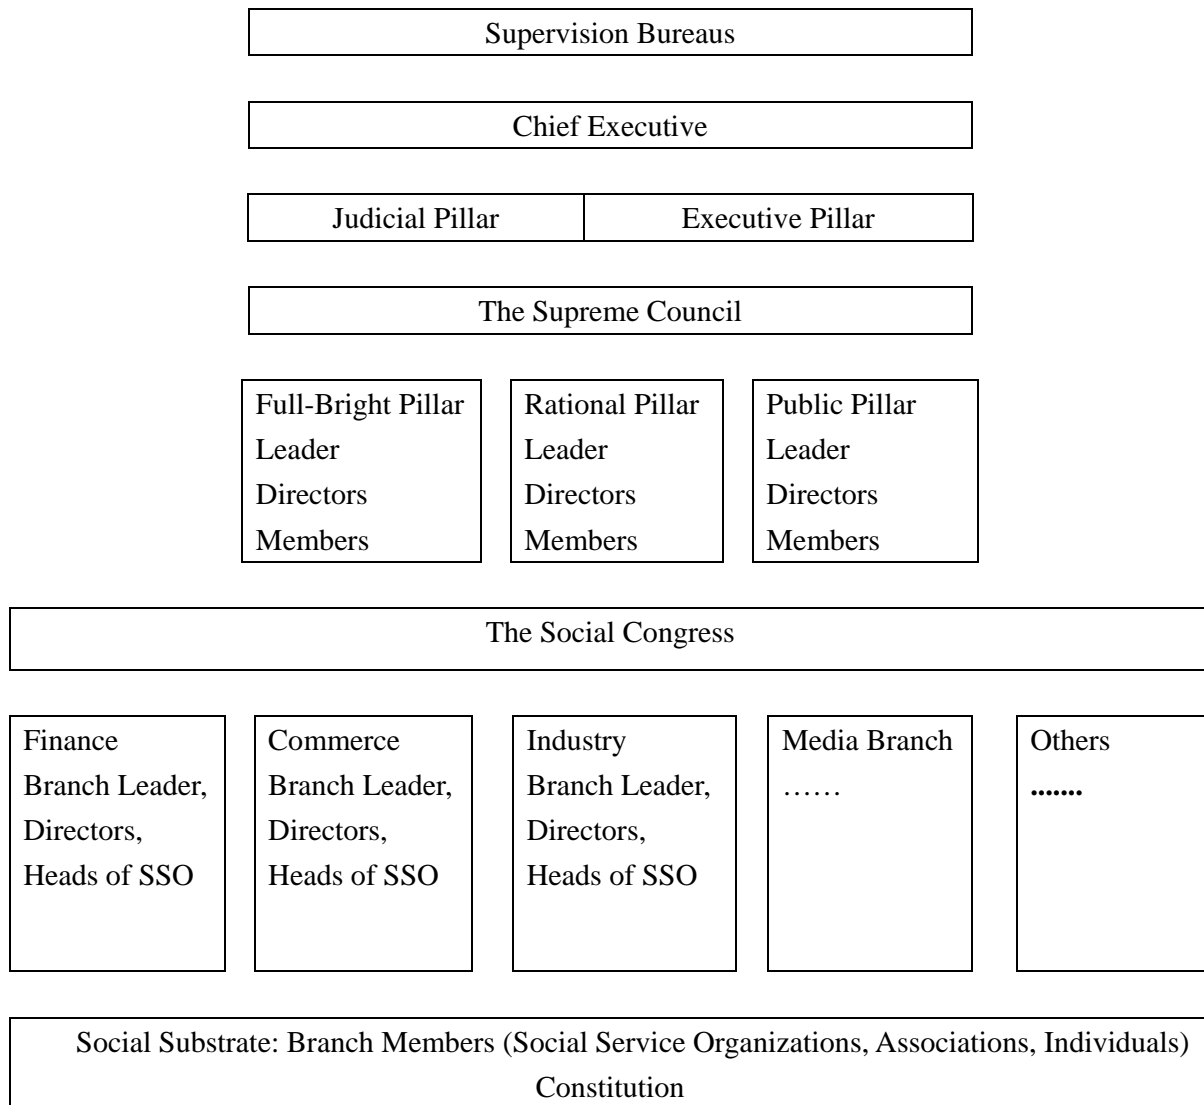 Supervision Bureaus
Chief Executive
Judicial Pillar
Executive Pillar
The Supreme Council
Full-Bright Pillar
Leader
Directors
Members
Rational Pillar
Leader
Directors
Members
Public Pillar
Leader
Directors
Members
The Social Congress
Finance
Branch Leader,
Directors,
Heads of SSO
Commerce
Branch Leader,
Directors,
Heads of SSO
Industry
Branch Leader,
Directors,
Heads of SSO
Media Branch
……
Others
.......
Social Substrate: Branch Members (Social Service Organizations, Associations, Individuals)
Constitution